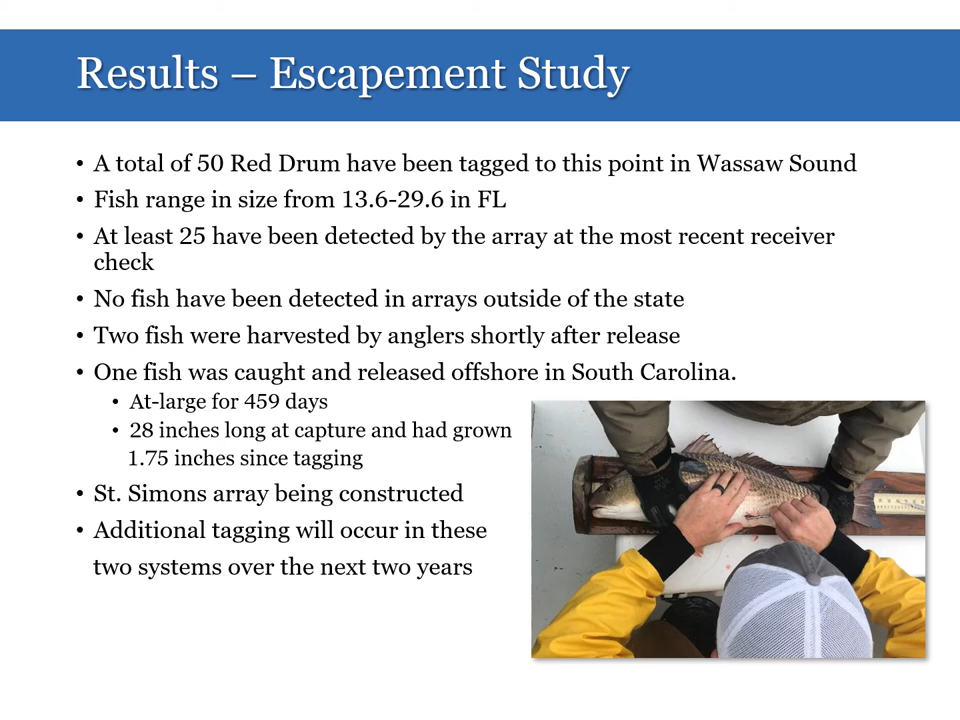 Results – Escapement Study
• A total of 50 Red Drum have been tagged to this point in Wassaw Sound
• Fish range in size from 13.6-29.6 in FL
• At least 25 have been detected by the array at the most recent receiver
check
• No fish have been detected in arrays outside of the state
• Two fish were harvested by anglers shortly after release
• One fish was caught and released offshore in South Carolina.
• At-large for 459 days
• 28 inches long at capture and had grown
1.75 inches since tagging
• St. Simons array being constructed
• Additional tagging will occur in these
two systems over the next two years